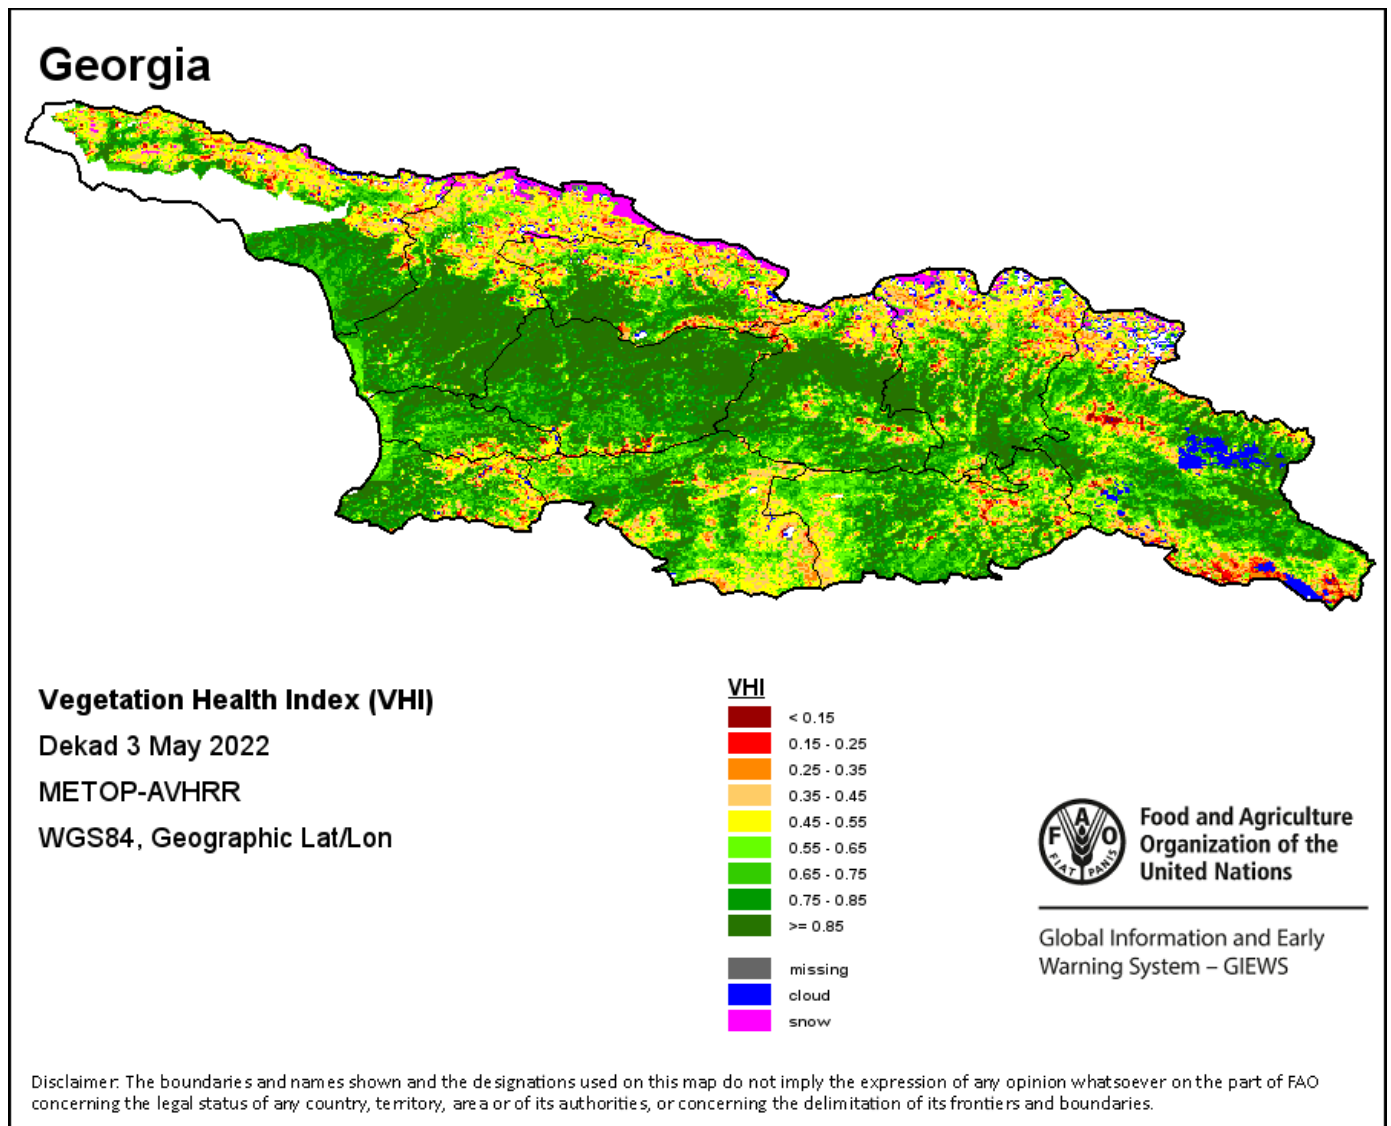 Georgia
Vegetation Health Index (VHI)
Dekad 3 May 2022
METOP-AVHRR
WGS84, Geographic Lat/Lon
VHI
< 0.15
0.15 - 0.25
0.25 - 0.35
0.35 - 0.45
0.45 - 0.55
0.55 - 0.65
0.65 - 0.75
0.75 - 0.85
>= 0.85
missing
cloud
snow
F A O
FIAT PANIS
Food and Agriculture
Organization of the
United Nations
Global Information and Early
Warning System – GIEWS
Disclaimer: The boundaries and names shown and the designations used on this map do not imply the expression of any opinion whatsoever on the part of FAO
concerning the legal status of any country, territory, area or of its authorities, or concerning the delimitation of its frontiers and boundaries.